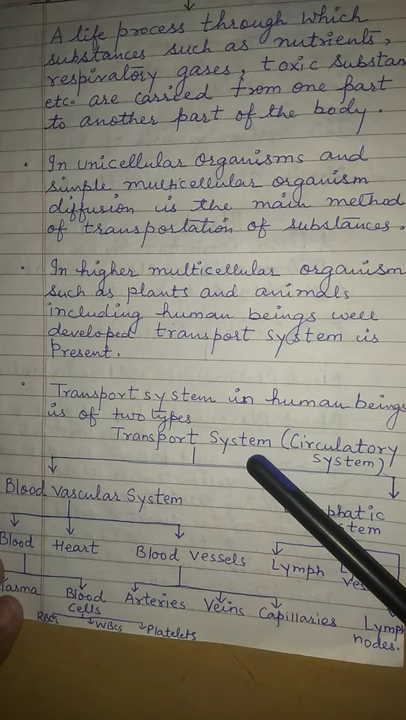 A life process through which
substances such as nutrients,
respiratory gases, toxic substan
etc. are carried from one part
to another part of the body.
• In unicellular organisms and
simple multicellular organism
diffusion is the main method
of transportation of substances.
• In higher multicellular organism
such as plants and animals
including human beings well
developed transport system is
Present.
• Transport system in human beings
is of two types
Transport System (Circulatory
System)
Blood Vascular System
phatic
stem
Blood Heart Blood Vessels Lymph Ves
lasma Blood
Cells
Arteries Veins Capillaries Lymph
nodes.
RBCs WBCs Platelets